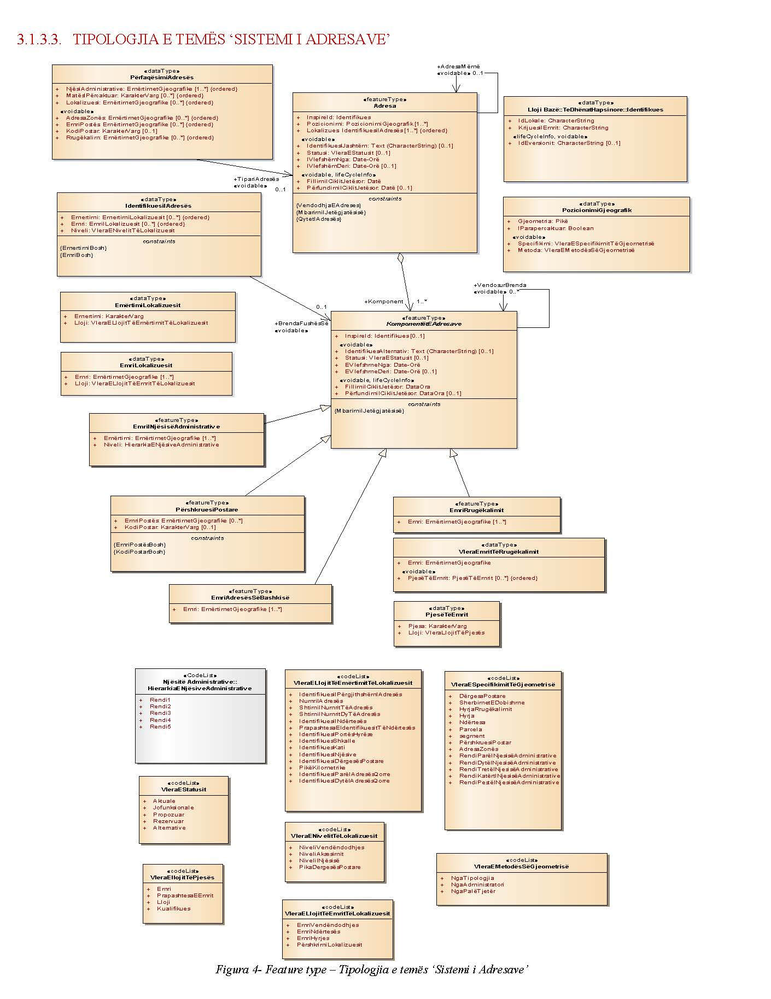 3.1.3.3. TIPOLOGJIA E TEMËS ‘SISTEMI I ADRESAVE’
«dataType»
PërfaqësimiAdresës
+ NjësiAdministrative: EmërtimetGjeografike [1..*] {ordered}
+ MatësIPërcaktuar: KarakterVarg [0..*] {ordered}
+ Lokalizuesi: EmërtimetGjeografike [0..*] {ordered}
«voidable»
+ AdresaZonës: EmërtimetGjeografike [0..*] {ordered}
+ EmriPostës: EmërtimetGjeografike [0..*] {ordered}
+ KodiPostar: KarakterVarg [0..1]
+ Rrugëkalim: EmërtimetGjeografike [0..*] {ordered}
+AdresaMëmë
«voidable» 0..1
«featureType»
Adresa
+ InspireId: Identifikues
+ Pozicionimi: PozicionimiGjeografik [1..*]
+ Lokalizues: IdentifikuesiIAdresës [1..*] {ordered}
«voidable»
+ IdentifikuesIJashtëm: Text (CharacterString) [0..1]
+ Statusi: VleraEStatusit [0..1]
+ IVlefshëmNga: Date-Orë
+ IVlefshëmDeri: Date-Orë [0..1]
«voidable, lifeCycleInfo»
+ FillimiICiklitJetësor: Datë
+ PërfundimiICiklitJetësor: Datë [0..1]
constraints
{VendodhjaEAdreses}
{MbarimiIJetëgjatësisë}
{QytetIAdresës}
«dataType»
Lloji Bazë::TeDhënatHapsinore::Identifikues
+ IdLokale: CharacterString
+ KrijuesiIEmrit: CharacterString
«lifeCycleInfo, voidable»
+ IdEversionit: CharacterString [0..1]
+TipariAdresës
«voidable»
0..1
«dataType»
IdentifikuesiIAdresës
+ Emertimi: EmertimiLokalizuesit [0..*] {ordered}
+ Emri: EmriILokalizuesit [0..*] {ordered}
+ Niveli: VleraENivelitTëLokalizuesit
constraints
{EmertimiBosh}
{EmriBosh}
«dataType»
PozicionimiGjeografik
+ Gjeometria: Pikë
+ IParapercaktuar: Boolean
«voidable»
+ Specifikimi: VleraESpecifikimitTëGjeometrisë
+ Metoda: VleraEMetodësSëGjeometrisë
«dataType»
EmërtimiLokalizuesit
+ Emertimi: KarakterVarg
+ Lloji: VleraELlojitTëEmërtimitTëLokalizuesit
0..1
+BrendaFushësSë
«voidable»
+Komponent 1..*
+VendosurBrenda
«voidable» 0..*
«featureType»
KomponentëtEAdresave
+ InspireId: Identifikues [0..1]
«voidable»
+ IdentifikuesAlternativ: Text (CharacterString) [0..1]
+ Statusi: VleraEStatusit [0..1]
+ EVlefshmeNga: Date-Orë
+ EVlefshmeDeri: Date-Orë [0..1]
«voidable, lifeCycleInfo»
+ FillimiICiklitJetësor: DataOra
+ PërfundimiICiklitJetësor: DataOra [0..1]
constraints
{MbarimiIJetëgjatësisë}
«dataType»
EmriLokalizuesit
+ Emri: EmërtimetGjeografike [1..*]
+ Lloji: VleraELlojitTëEmritTëLokalizuesit
«featureType»
EmriINjësisëAdministrative
+ Emërtimi: EmërtimetGjeografike [1..*]
+ Niveli: HierarkiaENjësiveAdministrative
«featureType»
PërshkruesiPostare
+ EmriPostës: EmërtimetGjeografike [0..*]
+ KodiPostar: KarakterVarg [0..1]
constraints
{EmriPostësBosh}
{KodiPostarBosh}
«featureType»
EmriRrugëkalimit
+ Emri: EmërtimetGjeografike [1..*]
«dataType»
VleraEmritTëRrugëkalimit
+ Emri: EmërtimetGjeografike
«voidable»
+ PjesëTëEmrit: PjesëTëEmrit [0..*] {ordered}
«featureType»
EmriAdresësSëBashkisë
+ Emri: EmërtimetGjeografike [1..*]
«dataType»
PjesëTëEmrit
+ Pjesa: KarakterVarg
+ Lloji: VleraLlojitTëPjesës
«CodeList»
Njësitë Administrative::
HierarkiaENjësiveAdministrative
+ Rendi1
+ Rendi2
+ Rendi3
+ Rendi4
+ Rendi5
«codeList»
VleraELlojitTëEmërtimitTëLokalizuesit
+ IdentifikuesiIPërgjithshëmIAdresës
+ NumriIAdresës
+ ShtimiINumritTëAdresës
+ ShtimiINumritDyTëAdresës
+ IdentifikuesiINdërtesës
+ PrapashtesaEIdentifikuesitTëNdërtesës
+ IdentifikuesIPortësHyrëse
+ IdentifikuesShkalle
+ IdentifikuesKati
+ IdentifikuesINjësive
+ IdentifikuesiDërgesësPostare
+ PikëKilometrike
+ IdentifikuesIParëIAdresësQorre
+ IdentifikuesIDytëIAdresësQorre
«codeList»
VleraESpecifikimitTëGjeometrisë
+ DërgesaPostare
+ SherbimetEDobishme
+ HyrjaRrugëkalimit
+ Hyrja
+ Ndërtesa
+ Parcela
+ segment
+ PërshkruesiPostar
+ AdresaZonës
+ RendiParëINjesisëAdministrative
+ RendiDytëINjesisëAdministrative
+ RendiTretëINjesisëAdministrative
+ RendiKatërtINjesisëAdministrative
+ RendiPestëINjesisëAdministrative
«codeList»
VleraEStatusit
+ Aktuale
+ Jofunksionale
+ Propozuar
+ Rezervuar
+ Alternative
«codeList»
VleraENivelitTëLokalizuesit
+ NiveliVendëndodhjes
+ NiveliAksesimit
+ NiveliINjësisë
+ PikaDergesësPostare
«codeList»
VleraEMetodësSëGjeometrisë
+ NgaTipologjia
+ NgaAdministratori
+ NgaPalëTjetër
«codeList»
VleraEllojitTëPjesës
+ Emri
+ PrapashtesaEEmrit
+ Lloji
+ Kualifikues
«codeList»
VleraELlojitTëEmritTëLokalizuesit
+ EmriVendëndodhjes
+ EmriNdërtesës
+ EmriHyrjes
+ PërshkrimiLokalizuesit
Figura 4- Feature type – Tipologjia e temës ‘Sistemi i Adresave’